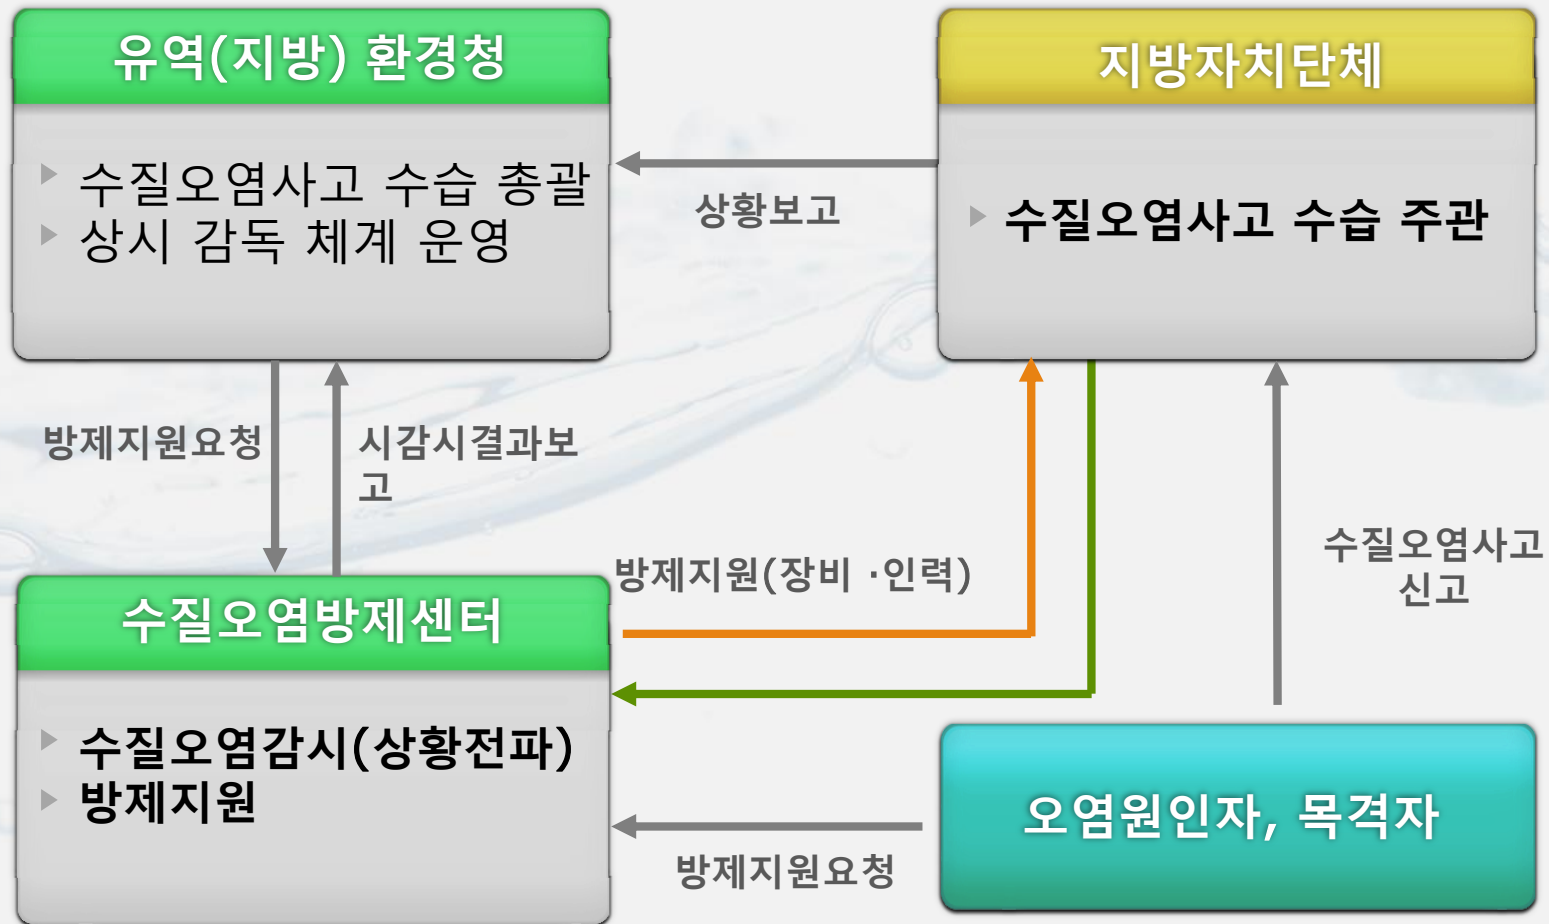 유역(지방) 환경청
수질오염사고 수습 총괄
상시 감독 체계 운영
지방자치단체
수질오염사고 수습 주관
상황보고
방제지원요청
시감시결과보
고
방제지원(장비 ·인력)
수질오염사고
신고
수질오염방제센터
수질오염감시(상황전파)
방제지원
오염원인자, 목격자
방제지원요청